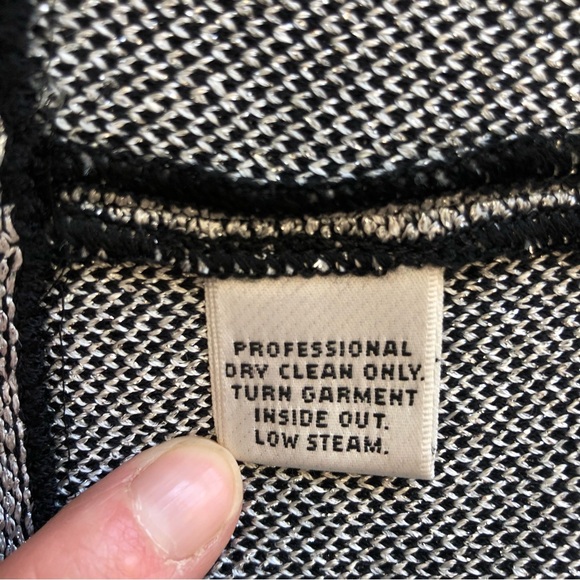 PROFESSIONAL
DRY CLEAN ONLY.
TURN GARMENT
INSIDE OUT.
LOW STEAM.